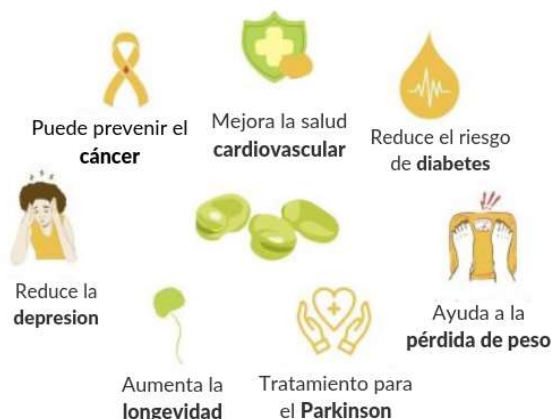 Puede prevenir el
cáncer
Mejora la salud
cardiovascular
Reduce el riesgo
de diabetes
Reduce la
depresion
Ayuda a la
pérdida de peso
Aumenta la
longevidad
Tratamiento para
el Parkinson